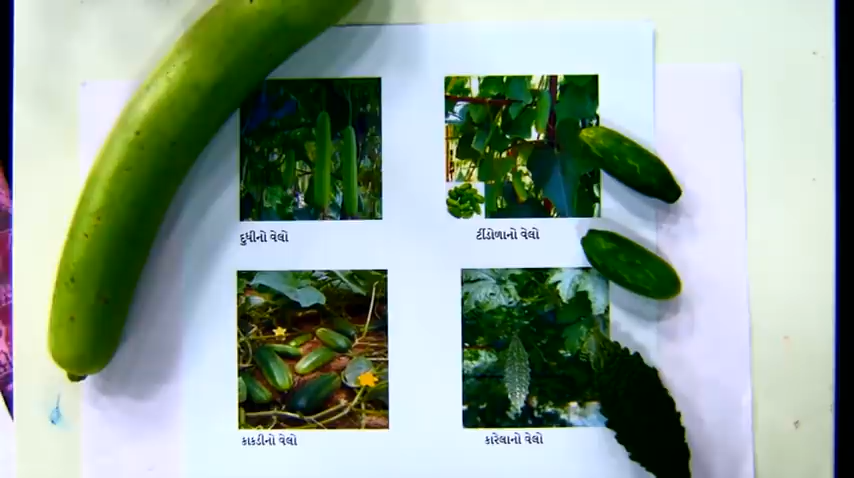 દુધીનો વેલો
ટીંડોળાનો વેલો
કાકડીનો વેલો
કારેલાનો વેલો